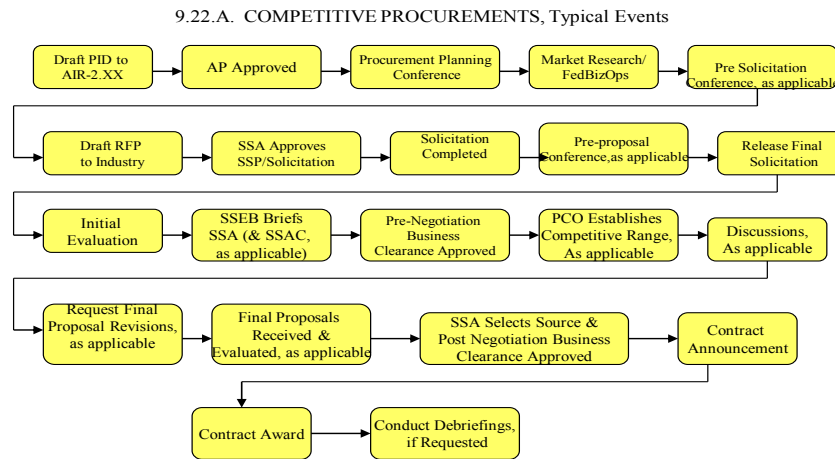 9.22.A. COMPETITIVE PROCUREMENTS, Typical Events
Draft PID to
AIR-2.XX
AP Approved
Procurement Planning
Conference
Market Research/
FedBizOps
Pre Solicitation
Conference, as applicable
Draft RFP
to Industry
SSA Approves
SSP/Solicitation
Solicitation
Completed
Pre-proposal
Conference,as applicable
Release Final
Solicitation
Initial
Evaluation
SSEB Briefs
SSA (& SSAC,
as applicable)
Pre-Negotiation
Business
Clearance Approved
PCO Establishes
Competitive Range,
As applicable
Discussions,
As applicable
Request Final
Proposal Revisions,
as applicable
Final Proposals
Received &
Evaluated, as applicable
SSA Selects Source &
Post Negotiation Business
Clearance Approved
Contract
Announcement
Contract Award
Conduct Debriefings,
if Requested